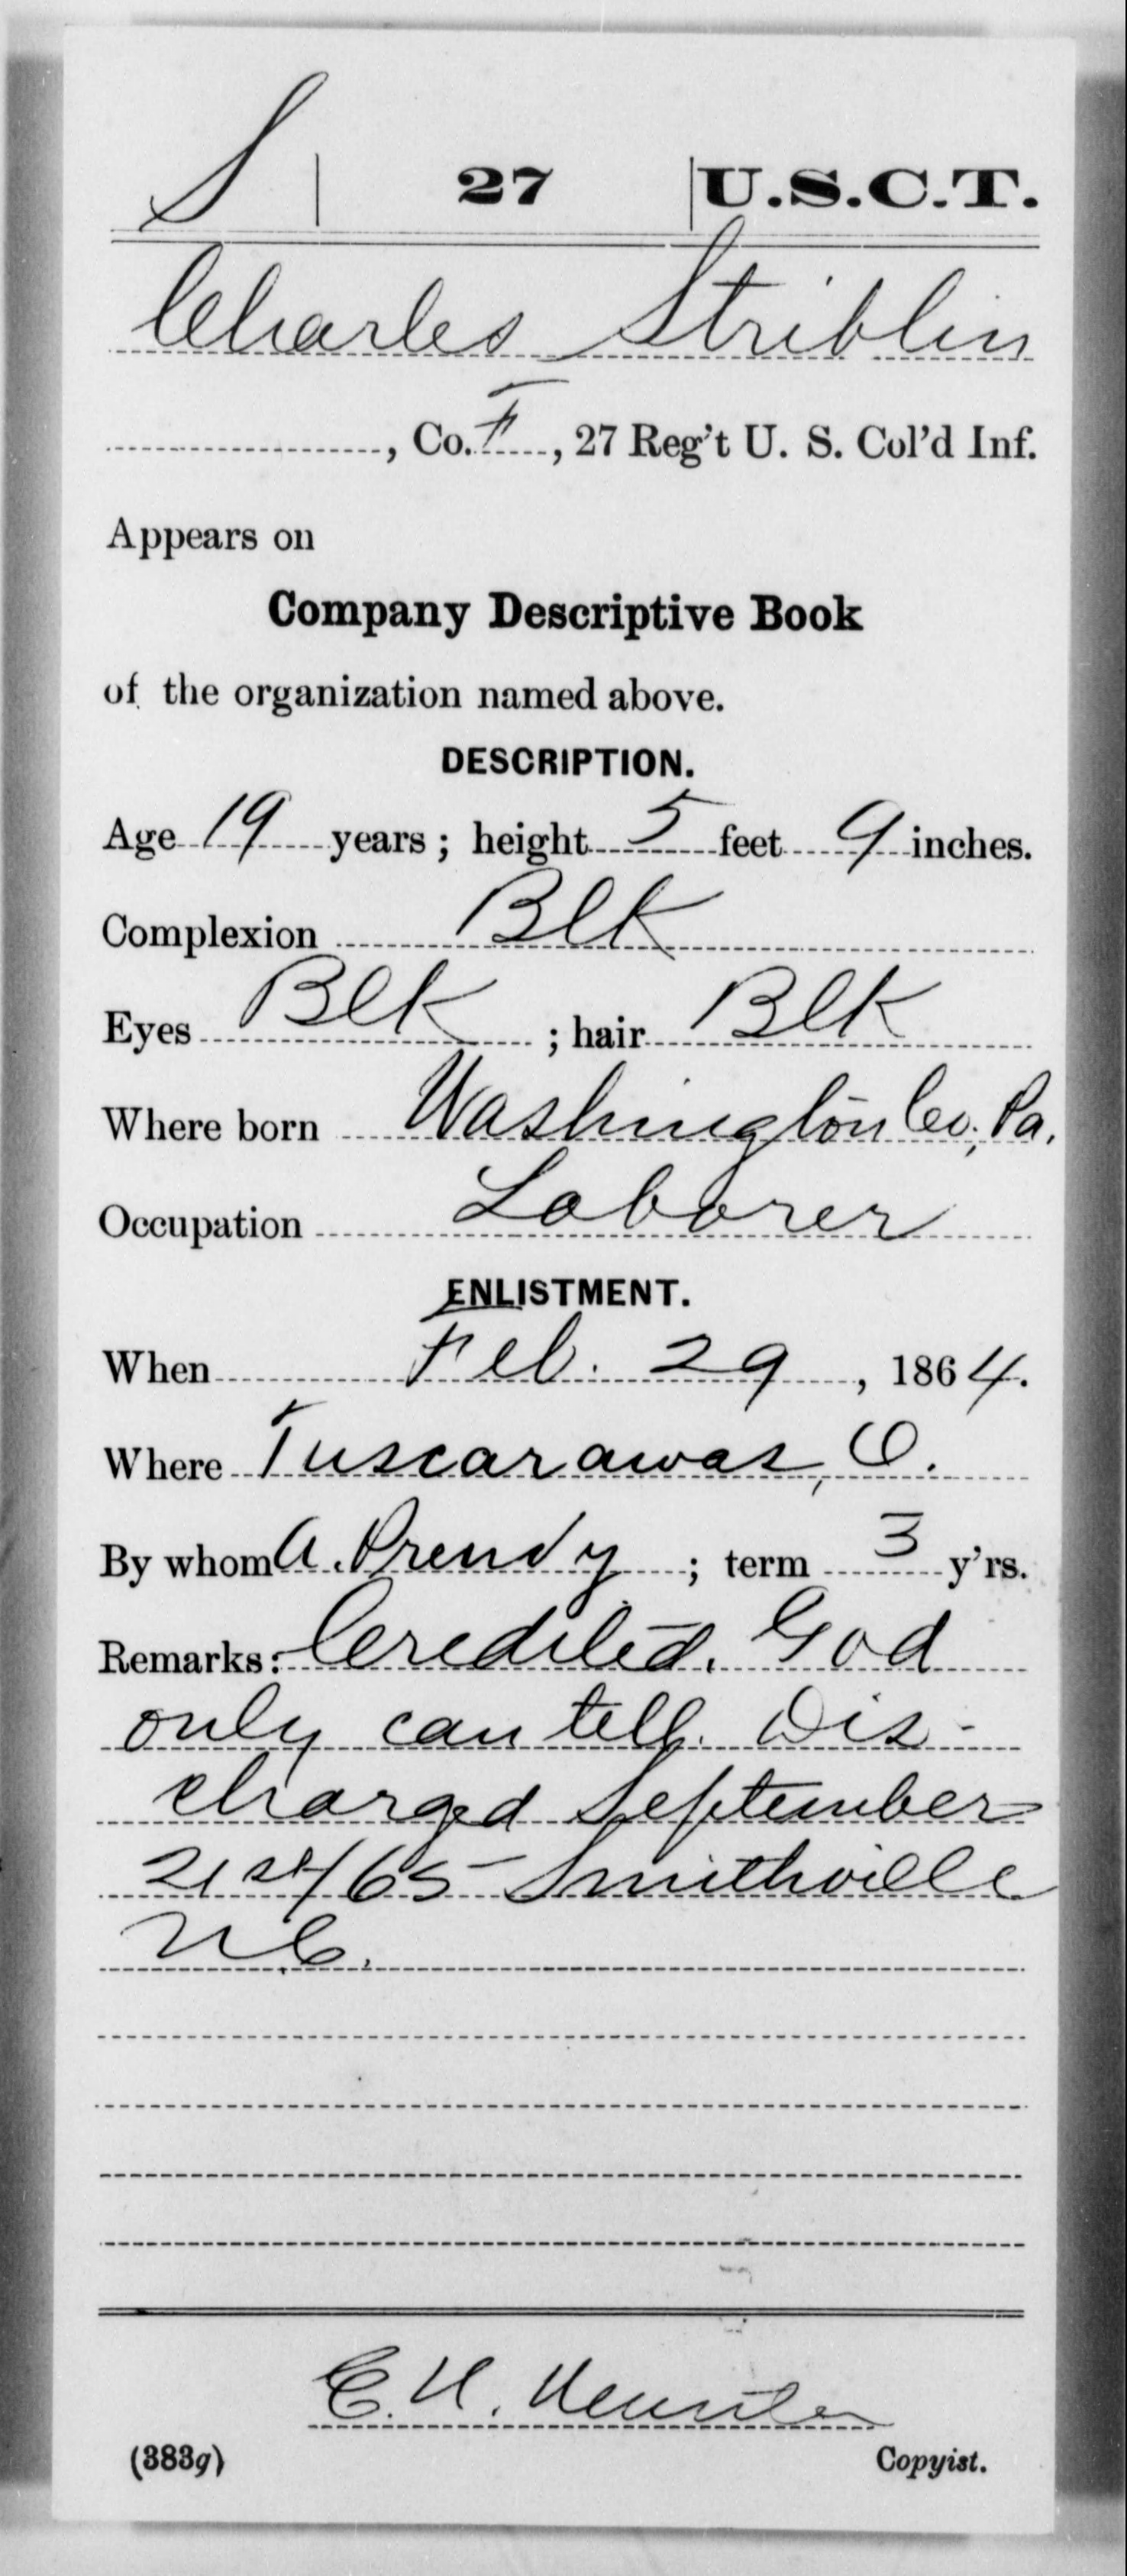 S | 27 | U.S.C.T.
Charles Striblin
, Co. F, 27 Reg't U. S. Col'd Inf.
Appears on
Company Descriptive Book
of the organization named above.
DESCRIPTION.
Age 19 years; height 5 feet 9 inches.
Complexion Blk
Eyes Blk ; hair Blk
Where born Washington Co., Pa.
Occupation Laborer
ENLISTMENT.
When Feb. 29, 1864.
Where Tuscarawas, O.
By whom A. Prendy ; term 3 y'rs.
Remarks: Credited. God
only can tell. Dis-
charged September
21st/65 Smithville
N.C.
C. H.
(383g) Copyist.